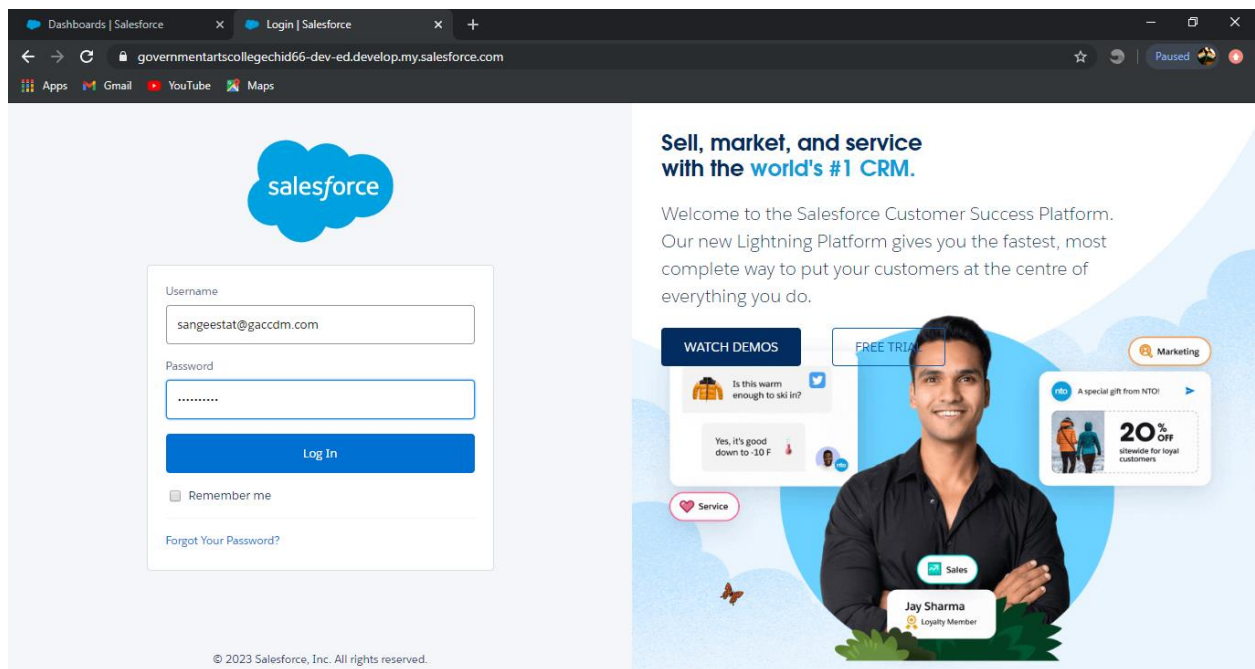 Dashboards | Salesforce
Login | Salesforce
governmentartscollegechid66-dev-ed.develop.my.salesforce.com
Paused
Apps
Gmail
YouTube
Maps
salesforce
Username
sangeestat@gaccdm.com
Password
Log In
Remember me
Forgot Your Password?
© 2023 Salesforce, Inc. All rights reserved.
Sell, market, and service
with the world's #1 CRM.
Welcome to the Salesforce Customer Success Platform.
Our new Lightning Platform gives you the fastest, most
complete way to put your customers at the centre of
everything you do.
WATCH DEMOS
FREE TRIAL
Marketing
Is this warm
enough to ski in?
Yes, it's good
down to -10 F
nto
Service
nto
A special gift from NTO!
20% OFF
sitewide for loyal
customers
Sales
Jay Sharma
Loyalty Member